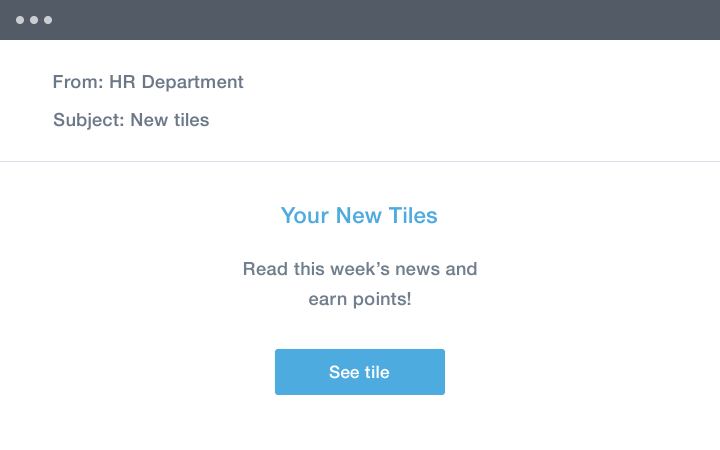 From: HR Department
Subject: New tiles
Your New Tiles
Read this week’s news and
earn points!
See tile